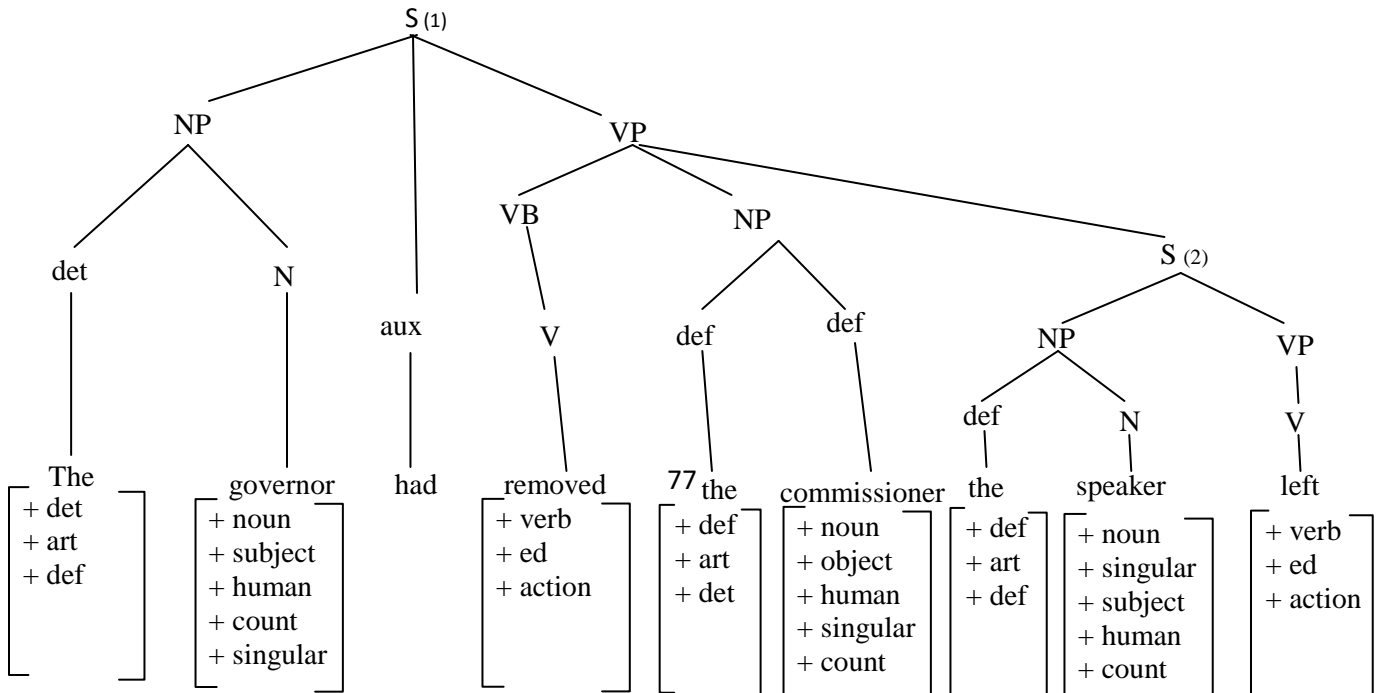 S (1)
NP
VP
VB
NP
S (2)
det
N
aux
V
def
def
NP
VP
def
N
V
The
governor
had
removed
77 the
commissioner
the
speaker
left
+ det
+ art
+ def
+ noun
+ subject
+ human
+ count
+ singular
+ verb
+ ed
+ action
+ def
+ art
+ det
+ noun
+ object
+ human
+ singular
+ count
+ def
+ art
+ def
+ noun
+ singular
+ subject
+ human
+ count
+ verb
+ ed
+ action